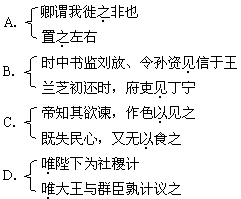 A. 卿谓我徙之非也
置之左右
B. 时中书监刘放、令孙资见信于主
兰芝初还时，府吏见丁宁
C. 帝知其欲谏，作色以见之
既失民心，又无以食之
D. 唯陛下为社稷计
唯大王与群臣孰计议之